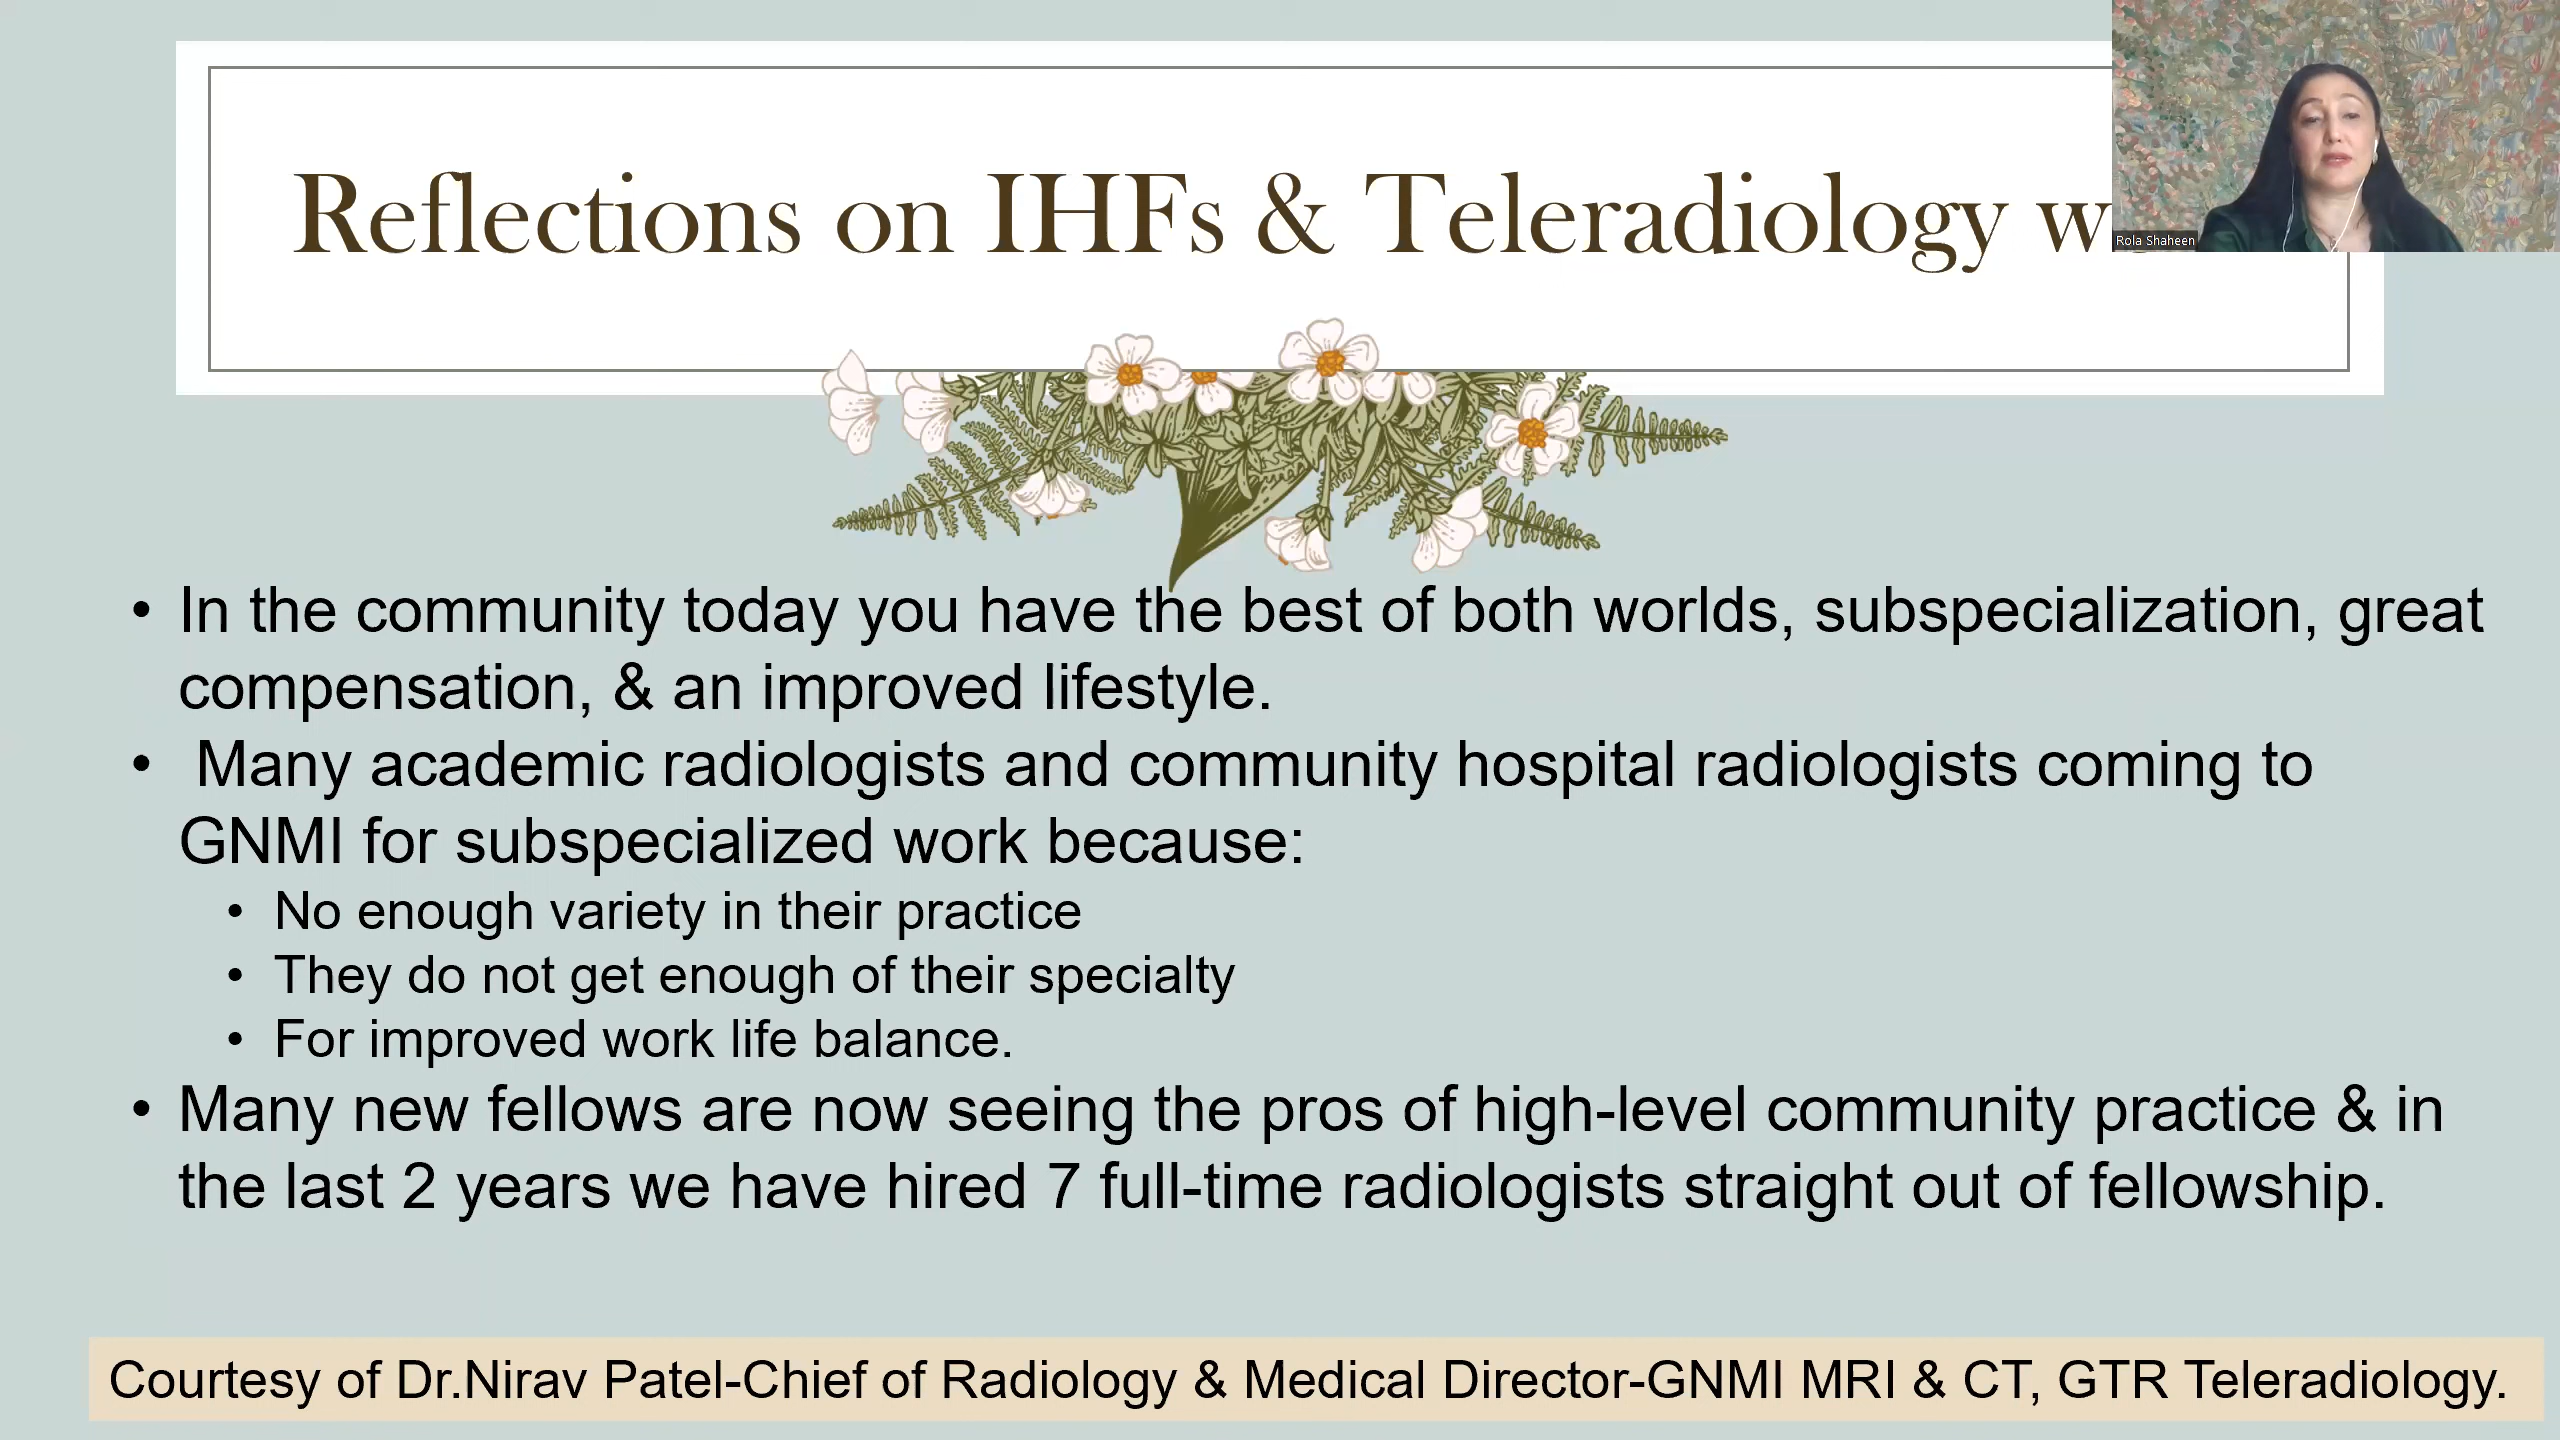 Reflections on IHFs & Teleradiology
Rola Shaheen
• In the community today you have the best of both worlds, subspecialization, great
compensation, & an improved lifestyle.
• Many academic radiologists and community hospital radiologists coming to
GNMI for subspecialized work because:
• No enough variety in their practice
• They do not get enough of their specialty
• For improved work life balance.
• Many new fellows are now seeing the pros of high-level community practice & in
the last 2 years we have hired 7 full-time radiologists straight out of fellowship.
Courtesy of Dr.Nirav Patel-Chief of Radiology & Medical Director-GNMI MRI & CT, GTR Teleradiology.